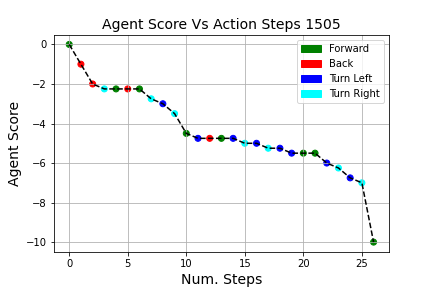 Agent Score Vs Action Steps 1505
Forward
Back
Turn Left
Turn Right
Agent Score
0
−2
−4
−6
−8
−10
0 5 10 15 20 25
Num. Steps